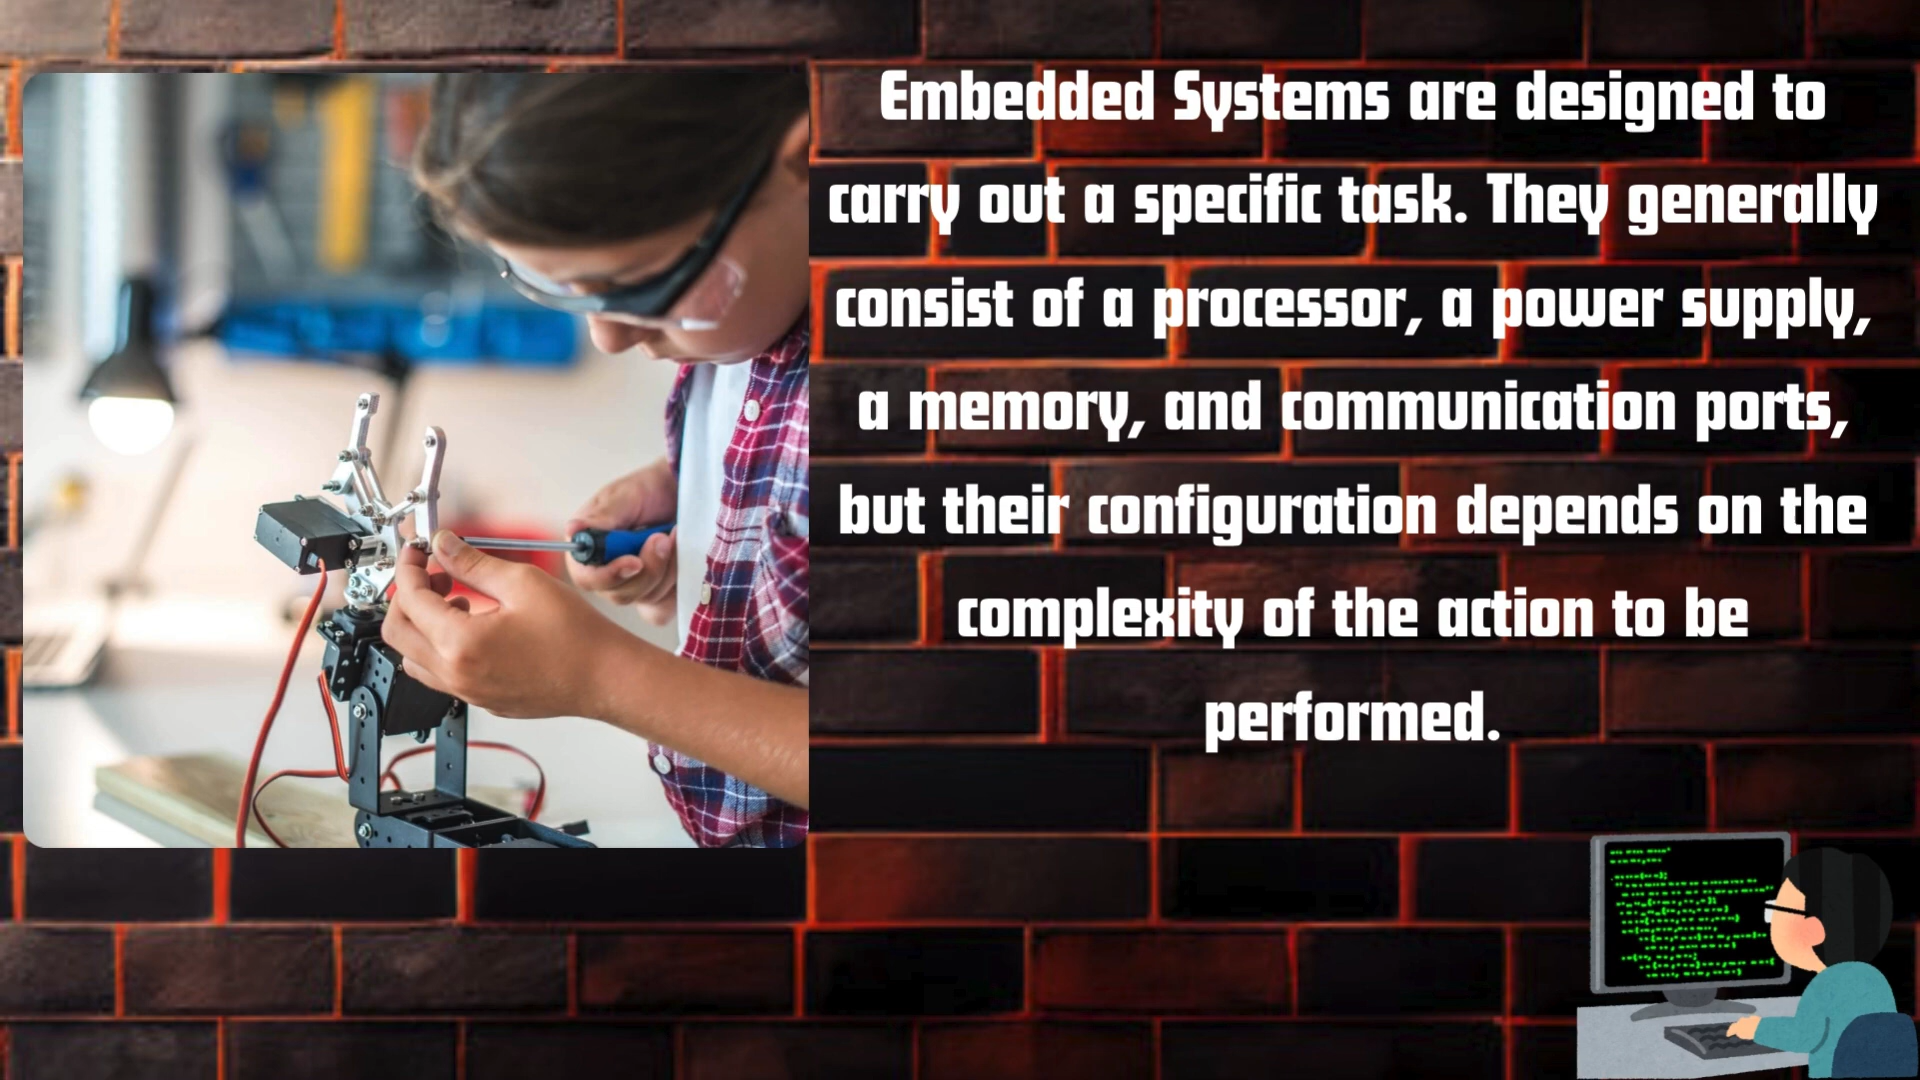 Embedded Systems are designed to
carry out a specific task. They generally
consist of a processor, a power supply,
a memory, and communication ports,
but their configuration depends on the
complexity of the action to be
performed.